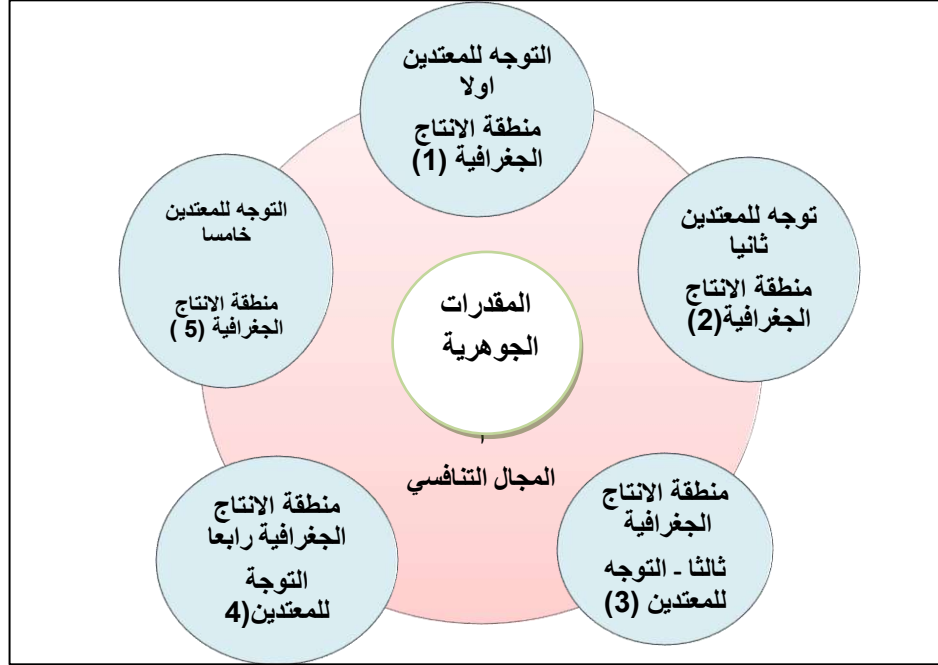 التوجه للمعتدين
اولا
منطقة الانتاج
الجغرافية (1)
توجه للمعتدين
ثانيا
منطقة الانتاج
الجغرافية(2)
منطقة الانتاج
الجغرافية
ثالثا - التوجه
للمعتدين (3)
منطقة الانتاج
الجغرافية رابعا
التوجة
للمعتدين(4
التوجه للمعتدين
خامسا
منطقة الانتاج
الجغرافية (5 )
المقدرات
الجوهرية
,
المجال التنافسي